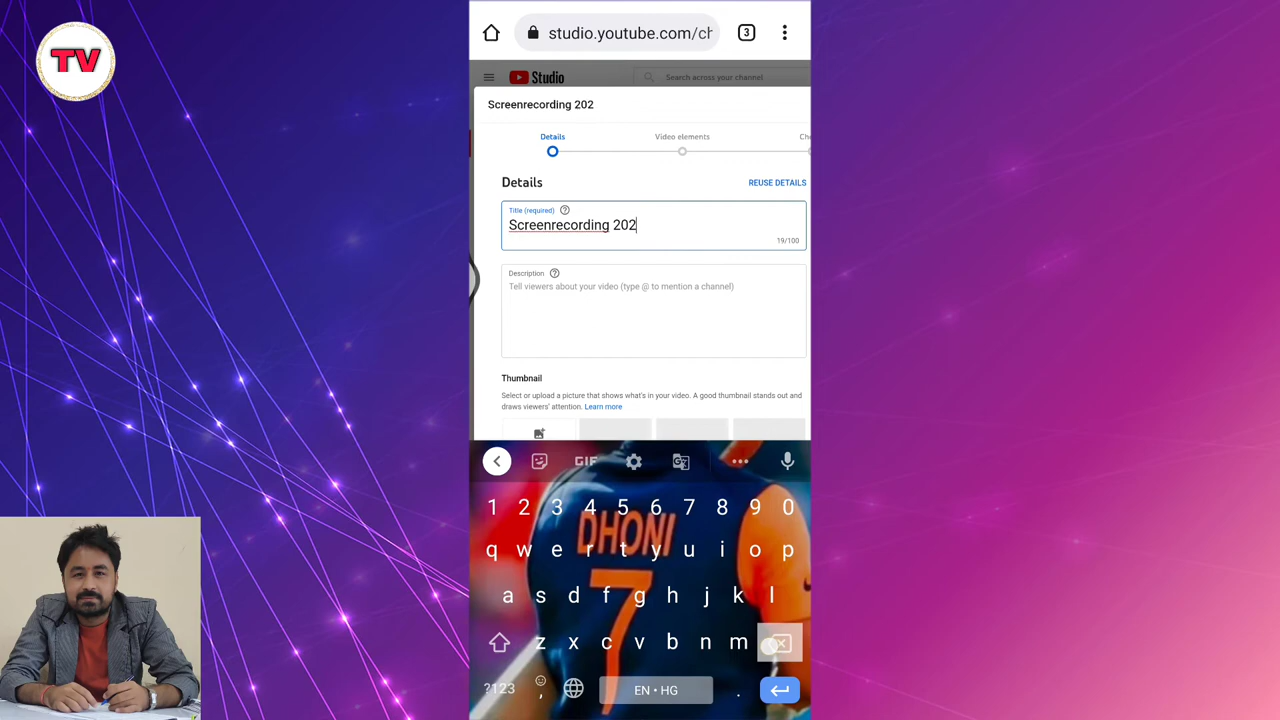 TV
studio.youtube.com/ch
3
Studio
Search across your channel
Screenrecording 202
Details
Video elements
Che
Details
REUSE DETAILS
Title (required)
Screenrecording 202
19/100
Description
Tell viewers about your video (type @ to mention a channel)
Thumbnail
Select or upload a picture that shows what's in your video. A good thumbnail stands out and
draws viewers' attention. Learn more
GIF
1 2 3 4 5 6 7 8 9 0
DHONI
q w e r t y u i o p
7
a s d f g h j k l
z x c v b n m
?123 , EN • HG .